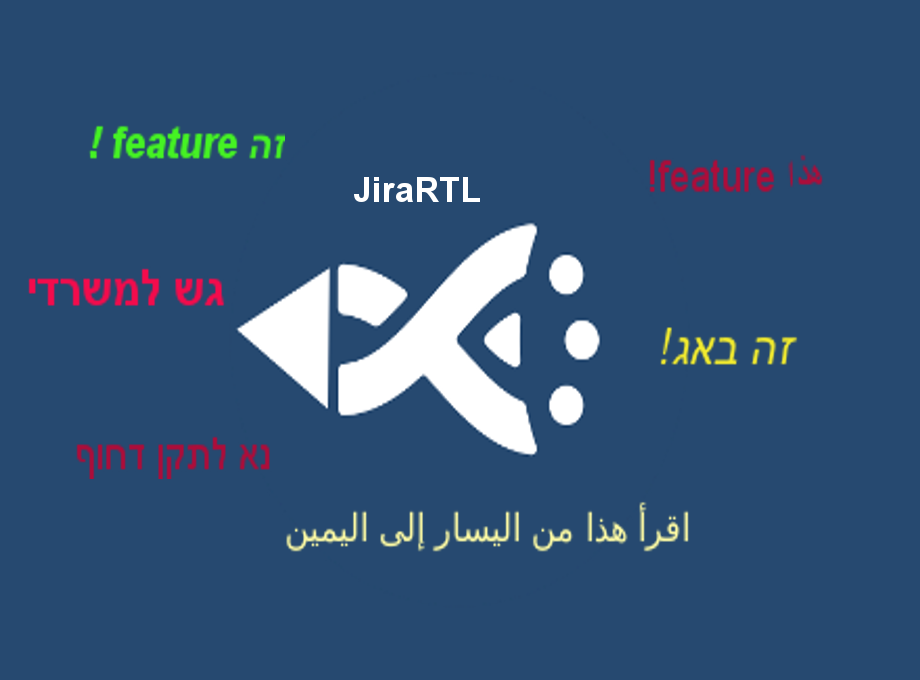 זה feature !
هذا feature!
JiraRTL
גש למשרדי
זה באג!
נא לתקן דחוף
اقرأ هذا من اليسار إلى اليمين